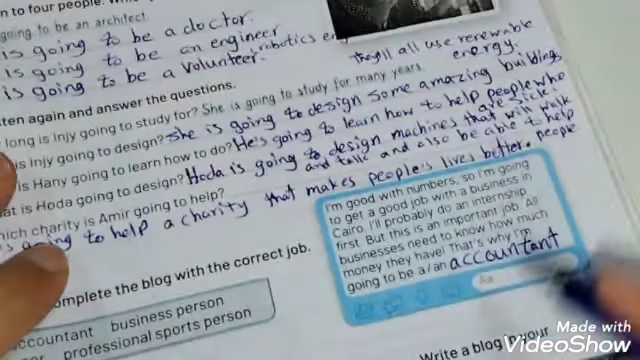 n to four people.
going to be an architect.
is going to be a doctor.
is going to be an engineer
robotics en
is going to be a volunteer.
they'll all use renewable
energy.
ten again and answer the questions.
long is Injy going to study for? She is going to study for many years.
is Injy going to design? She is going to design some amazing buildings
is Hany going to learn how to do? He's going to learn how to help people who
are sick.
at is Hoda going to design? Hoda is going to design machines that will walk
and talk and also be able to help
people
hich charity is Amir going to help?
is going to help a charity that makes people's lives better.
I'm good with numbers, so I'm going
to get a good job with a business in
Cairo. I'll probably do an internship
first. But this is an important job. All
businesses need to know how much
money they have! That's why I'm
going to be a/an accountant
Aa
omplete the blog with the correct job.
ccountant business person
er professional sports person
Write a blog in your
Made with
VideoShow